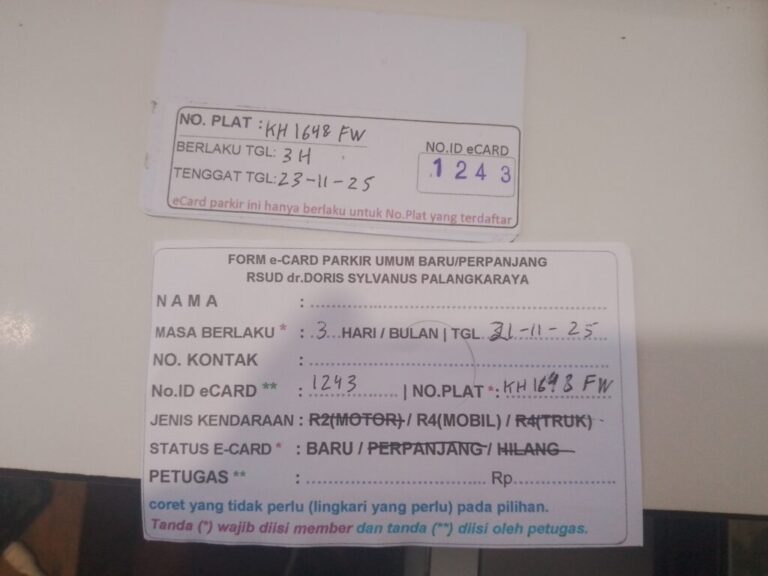 NO. PLAT : KH 1648 FW
BERLAKU TGL: 3 H
TENGGAT TGL: 23-11-25
NO.ID eCARD
1243
eCard parkir ini hanya berlaku untuk No.Plat yang terdaftar
FORM e-CARD PARKIR UMUM BARU/PERPANJANG
RSUD dr.DORIS SYLVANUS PALANGKARAYA
NAMA :
MASA BERLAKU * : 3 HARI / BULAN | TGL 21-11-25
NO. KONTAK :
No.ID eCARD ** : 1243 | NO.PLAT *: KH 1648 FW
JENIS KENDARAAN : R2(MOTOR) / R4(MOBIL) / R4(TRUK)
STATUS E-CARD * : BARU / PERPANJANG / HILANG
PETUGAS ** : Rp
coret yang tidak perlu (lingkari yang perlu) pada pilihan.
Tanda (*) wajib diisi member dan tanda (**) diisi oleh petugas.